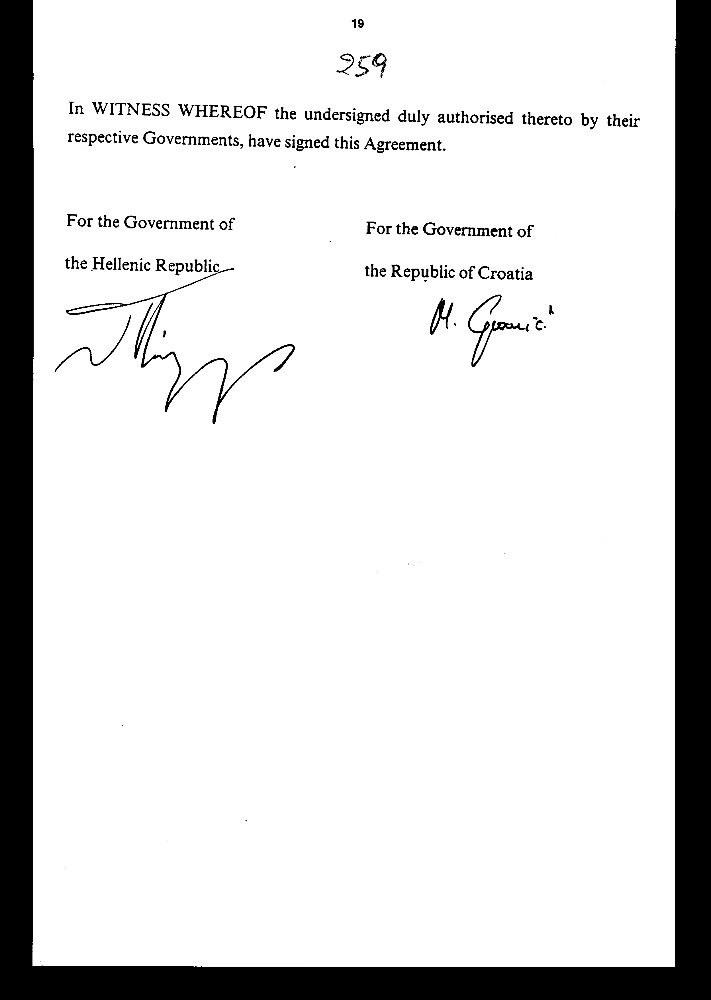 19
259
In WITNESS WHEREOF the undersigned duly authorised thereto by their
respective Governments, have signed this Agreement.
For the Government of
the Hellenic Republic
For the Government of
the Republic of Croatia
M. Granić